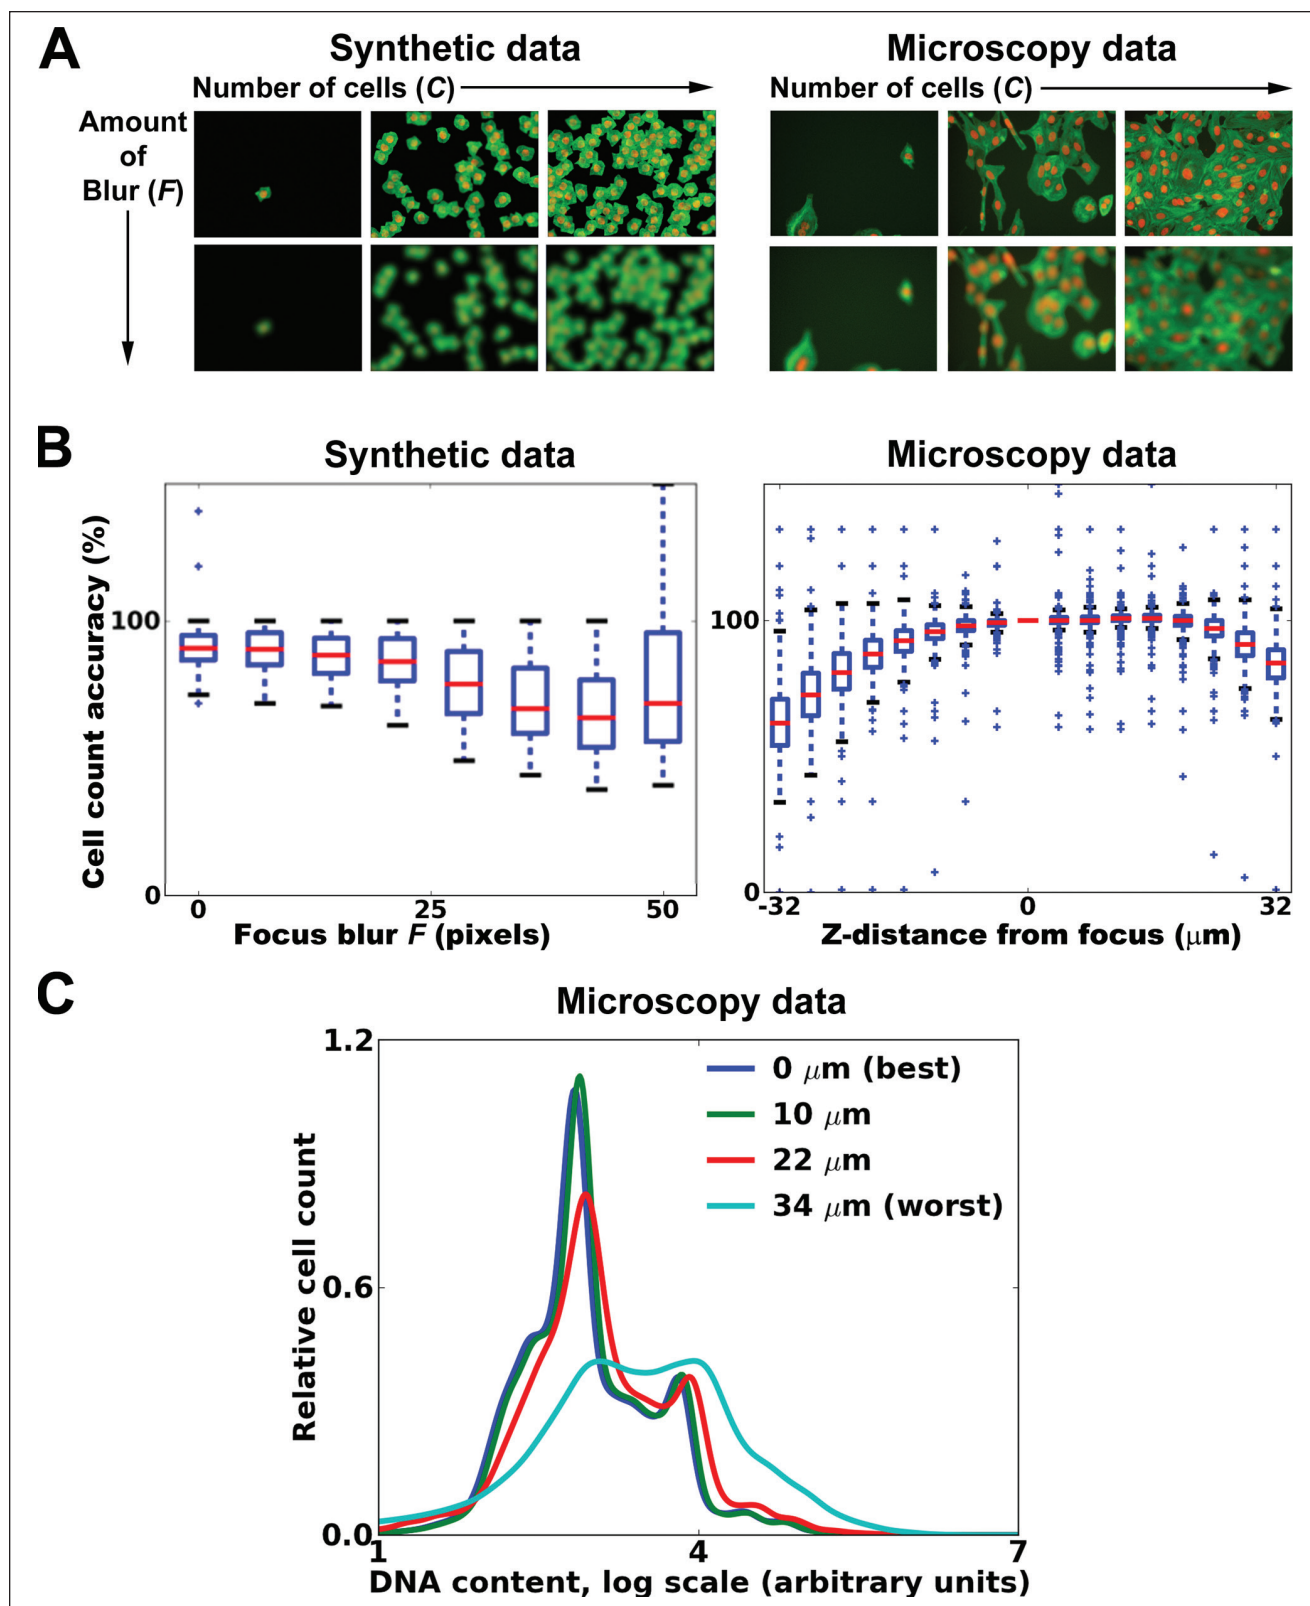 A
Synthetic data
Microscopy data
Number of cells (C)
Number of cells (C)
Amount
of
Blur (F)
B
Synthetic data
Microscopy data
Cell count accuracy (%)
100
0
0
25
50
Focus blur F (pixels)
100
0
-32
0
32
Z-distance from focus (μm)
C
Microscopy data
Relative cell count
1.2
0.6
0.0
0 μm (best)
10 μm
22 μm
34 μm (worst)
1
4
7
DNA content, log scale (arbitrary units)